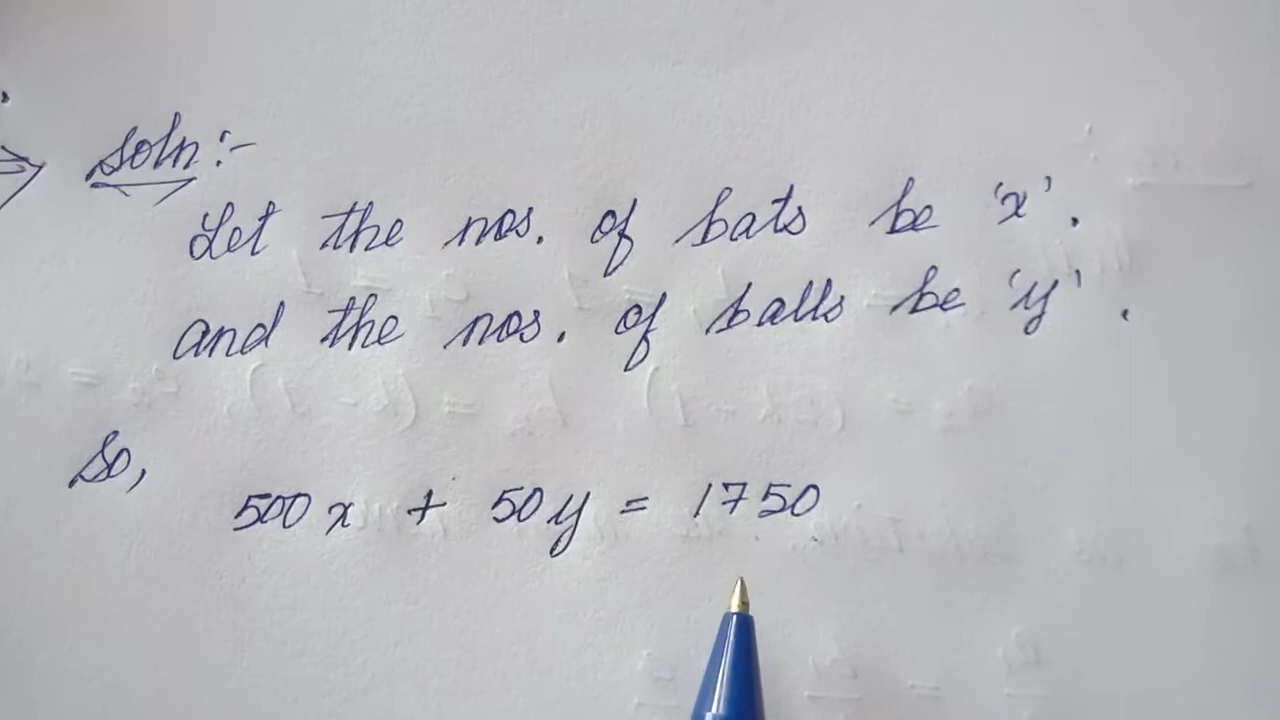 Soln:-
Let the nos. of bats be 'x'.
and the nos. of balls be 'y'.
So,
500x + 50y = 1750